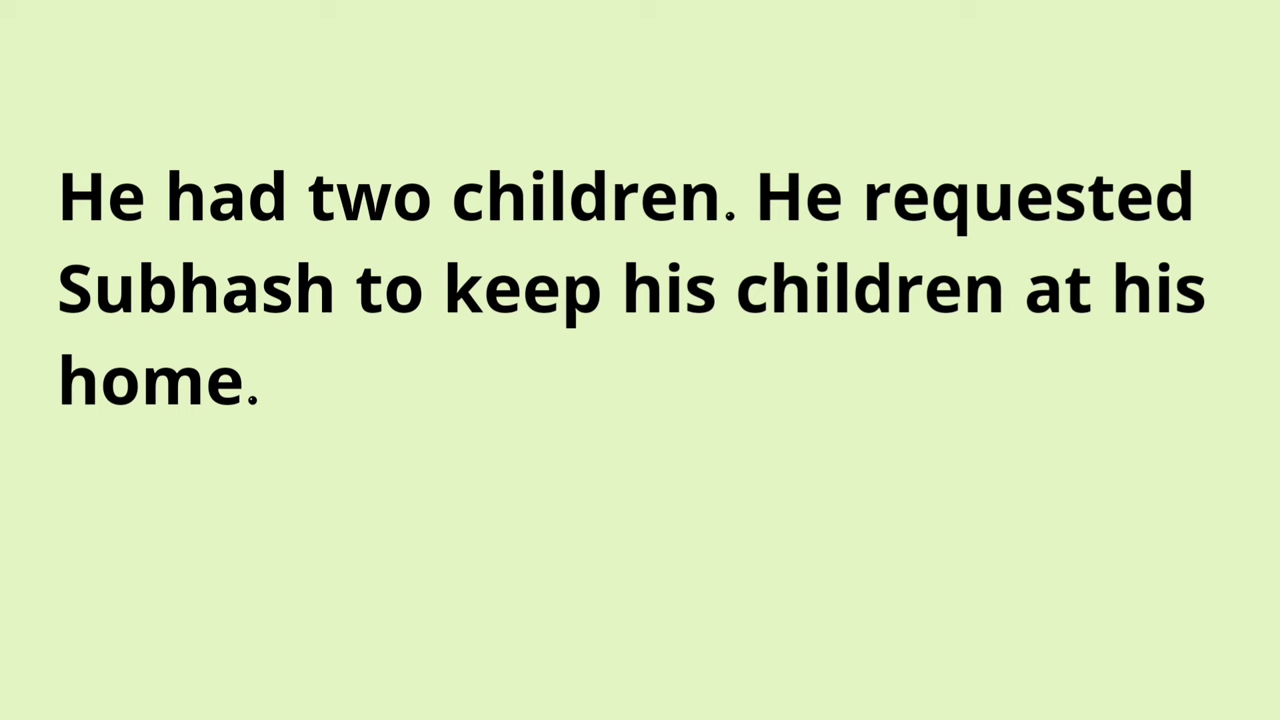 He had two children. He requested
Subhash to keep his children at his
home.